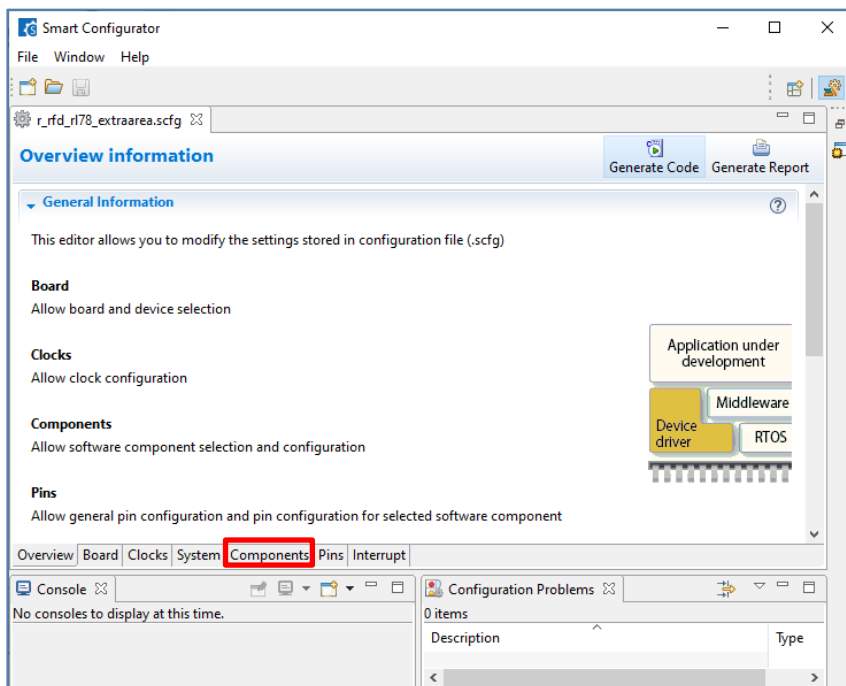 Smart Configurator
File Window Help
r_rfd_rl78_extraarea.scfg
Overview information
Generate Code Generate Report
General Information
This editor allows you to modify the settings stored in configuration file (.scfg)
Board
Allow board and device selection
Clocks
Allow clock configuration
Components
Allow software component selection and configuration
Pins
Allow general pin configuration and pin configuration for selected software component
Application under
development
Middleware
Device
driver
RTOS
Overview Board Clocks System Components Pins Interrupt
Console
No consoles to display at this time.
Configuration Problems
0 items
Description Type